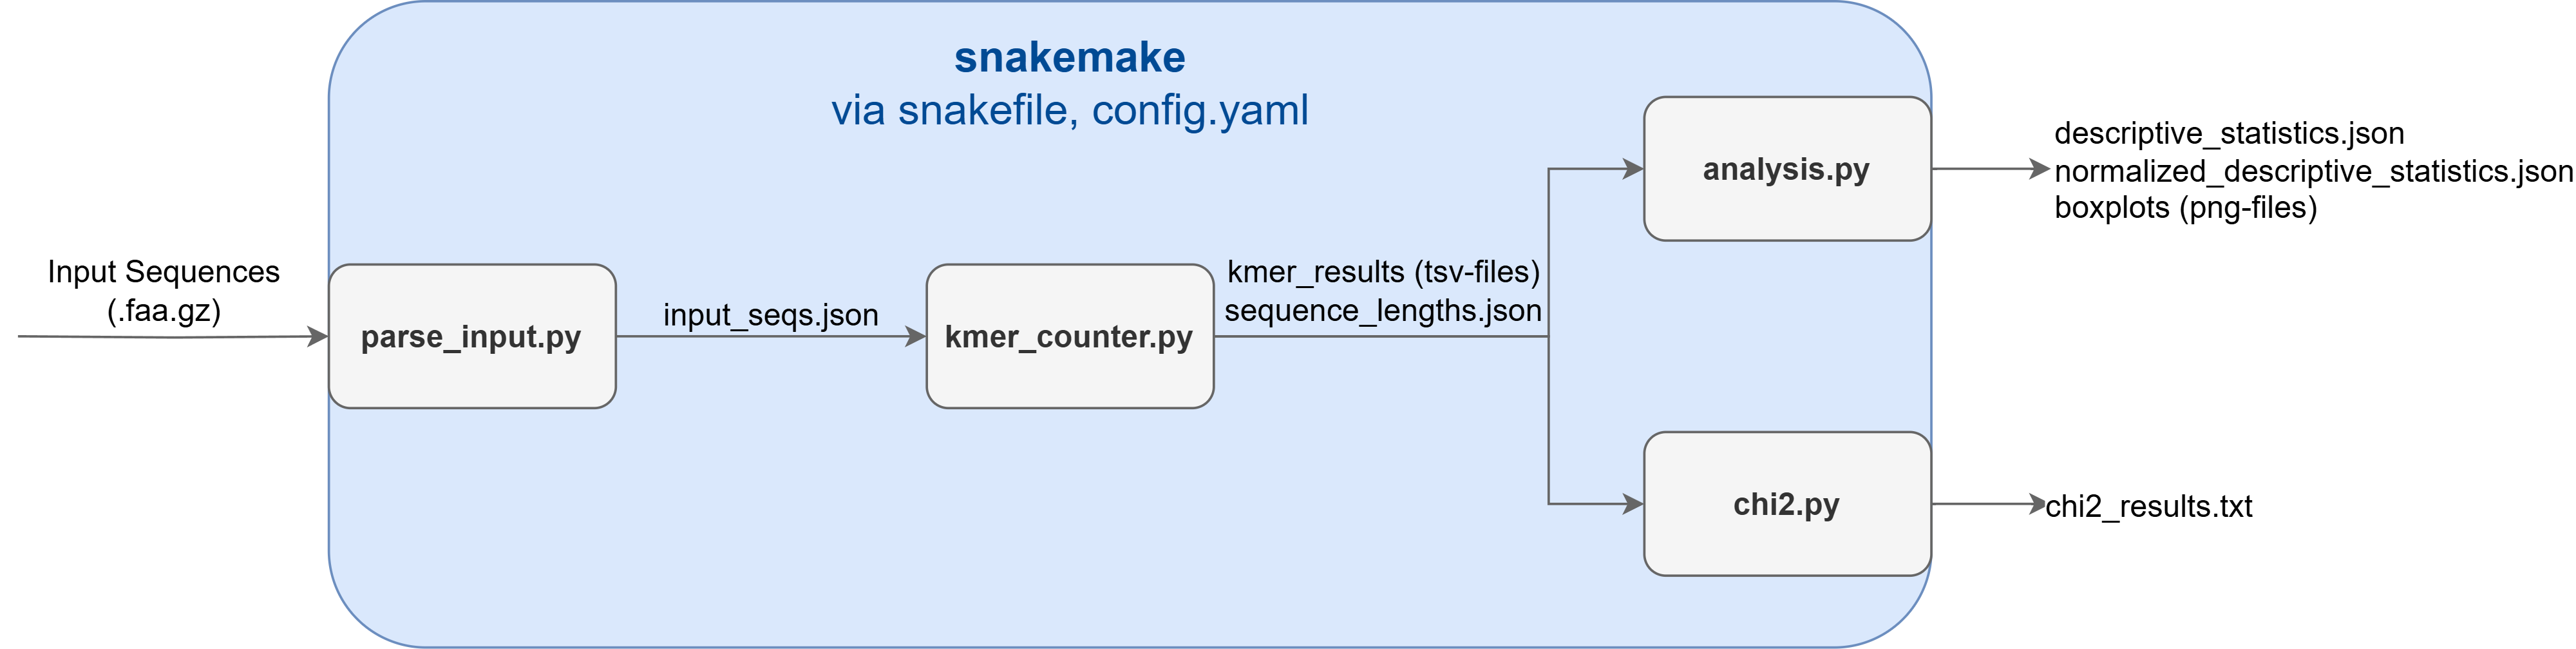 snakemake
via snakefile, config.yaml
Input Sequences
(.faa.gz)
parse_input.py
input_seqs.json
kmer_counter.py
kmer_results (tsv-files)
sequence_lengths.json
analysis.py
descriptive_statistics.json
normalized_descriptive_statistics.json
boxplots (png-files)
chi2.py
chi2_results.txt